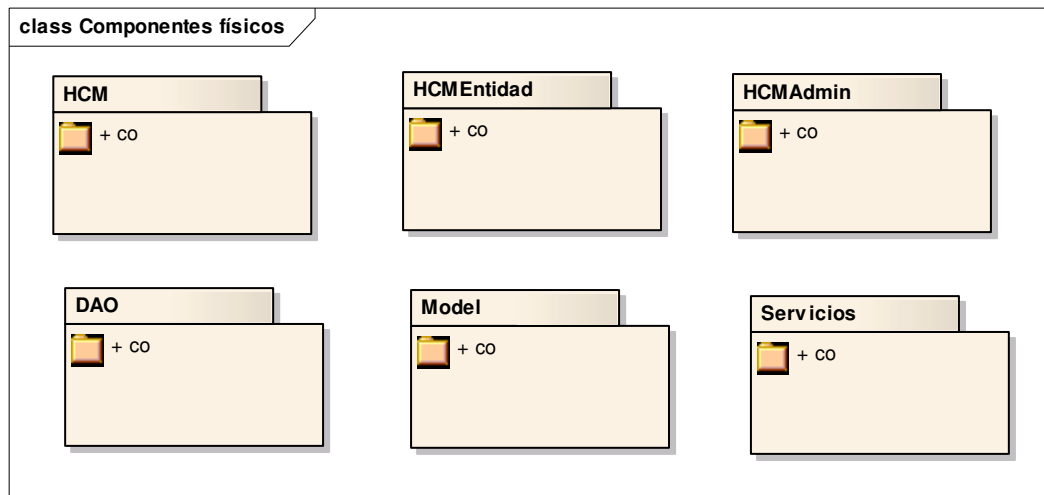 class Componentes físicos
HCM
+ co
HCMEntidad
+ co
HCMAdmin
+ co
DAO
+ co
Model
+ co
Servicios
+ co